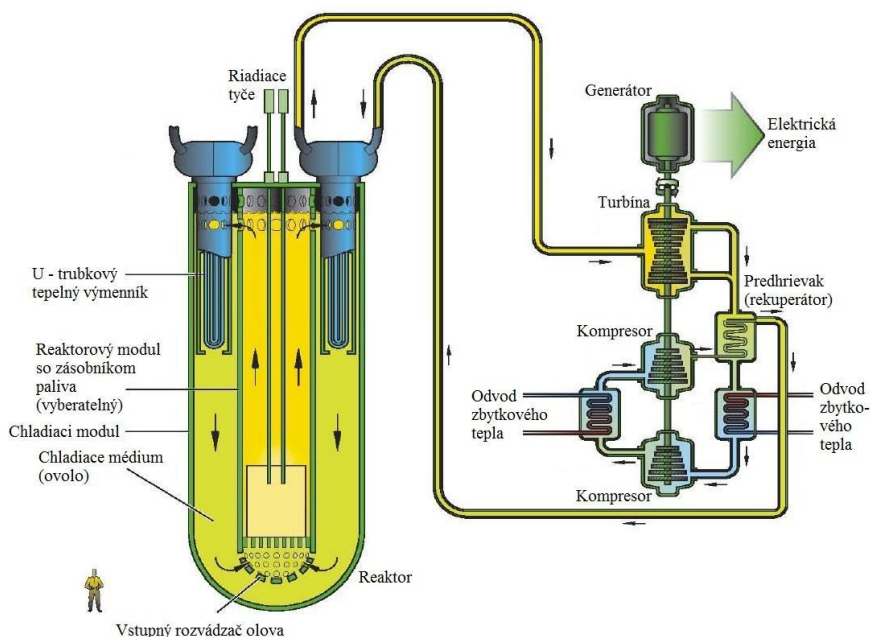 Riadiace
tyče
Generátor
Elektrická
energia
Turbína
U - trubkový
tepelný výmenník
Predhrievak
(rekuperátor)
Kompresor
Reaktorový modul
so zásobníkom
paliva
(vyberatelný)
Odvod
zbytkového
tepla
Odvod
zbytko-
vého
tepla
Chladiaci modul
Chladiace médium
(ovolo)
Kompresor
Reaktor
Vstupný rozvádzač olova